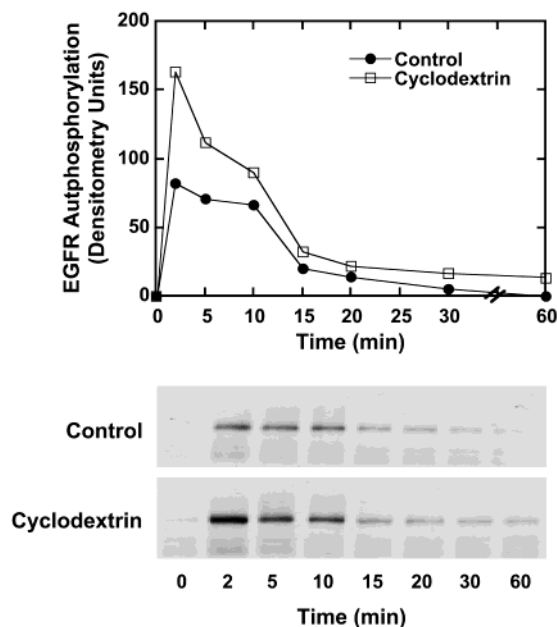 200
150
100
50
0
EGFR Autphosphorylation
(Densitometry Units)
Control
Cyclodextrin
0 5 10 15 20 25 30 60
Time (min)
Control
Cyclodextrin
0 2 5 10 15 20 30 60
Time (min)